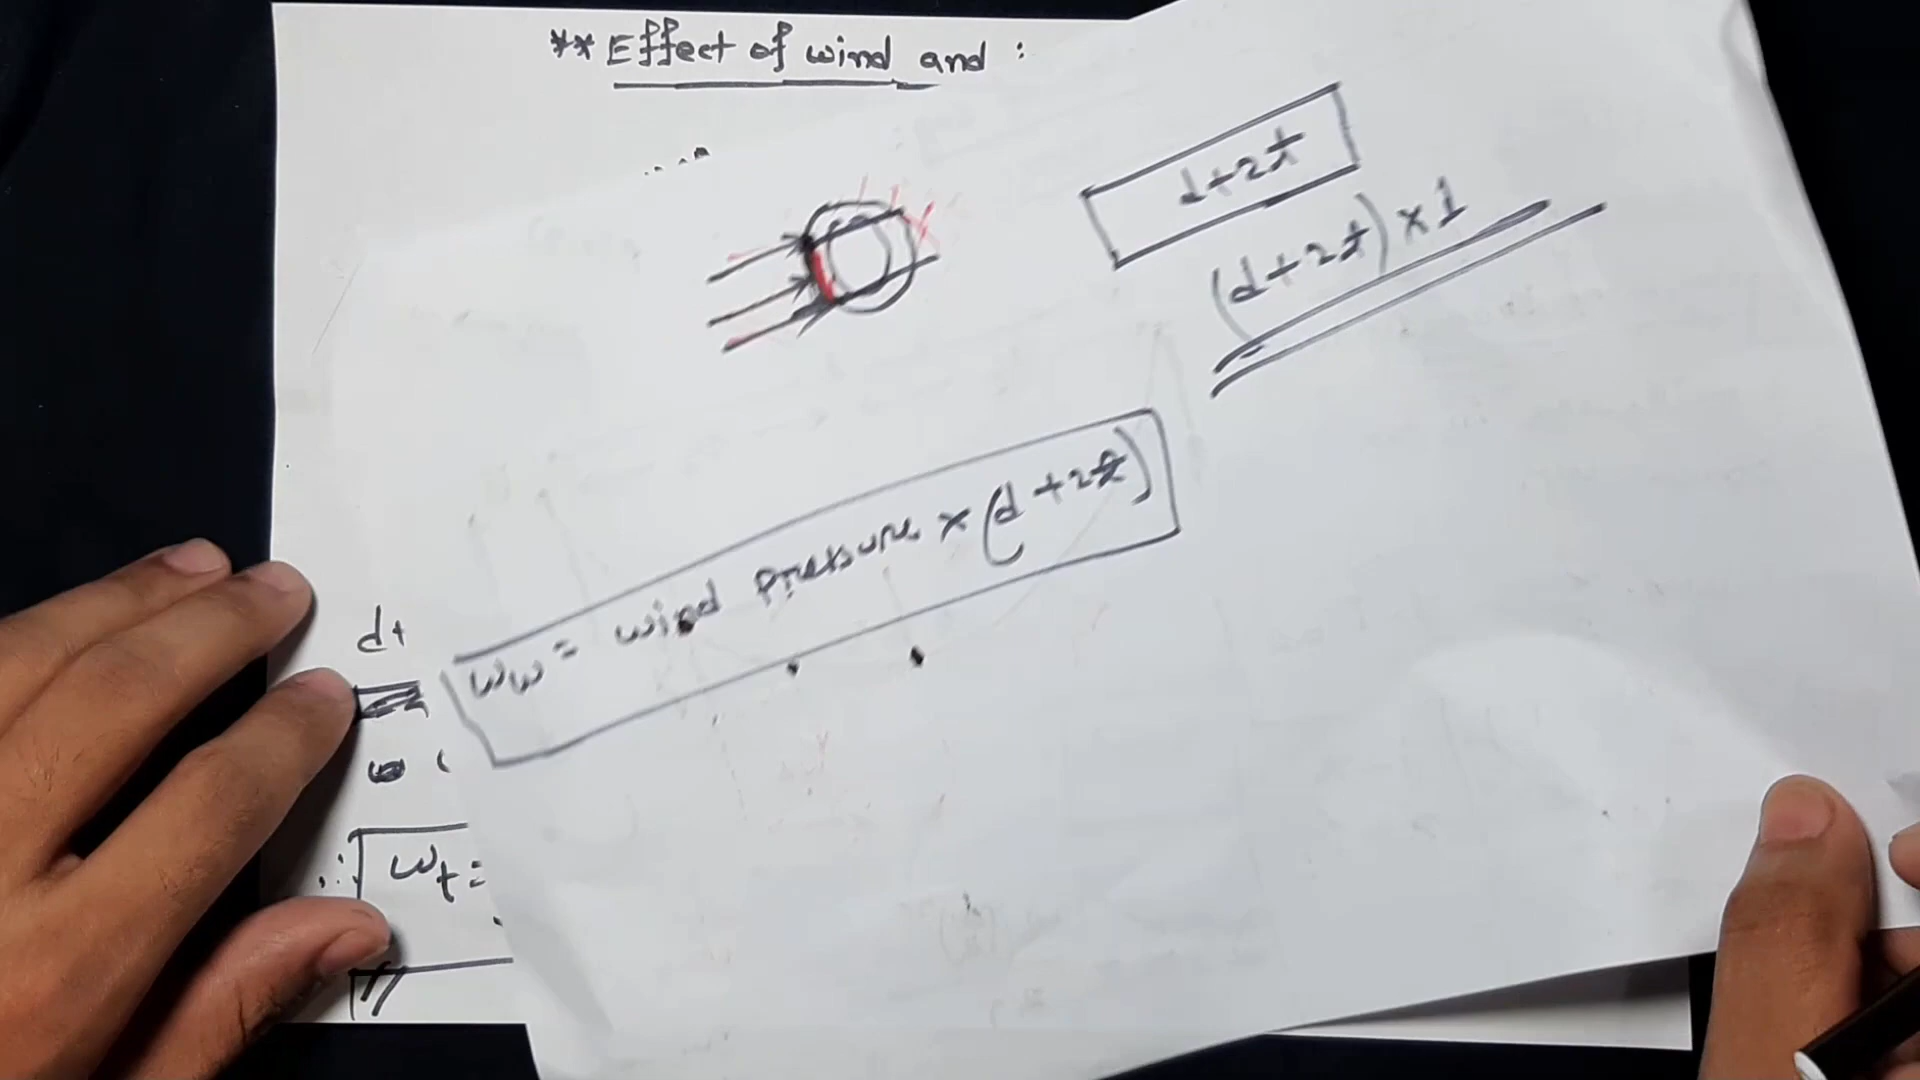 ** Effect of wind and :
d+2t
(d+2t) x 1
Ww = wind pressure x (d+2t)
d+
∴ Wt =